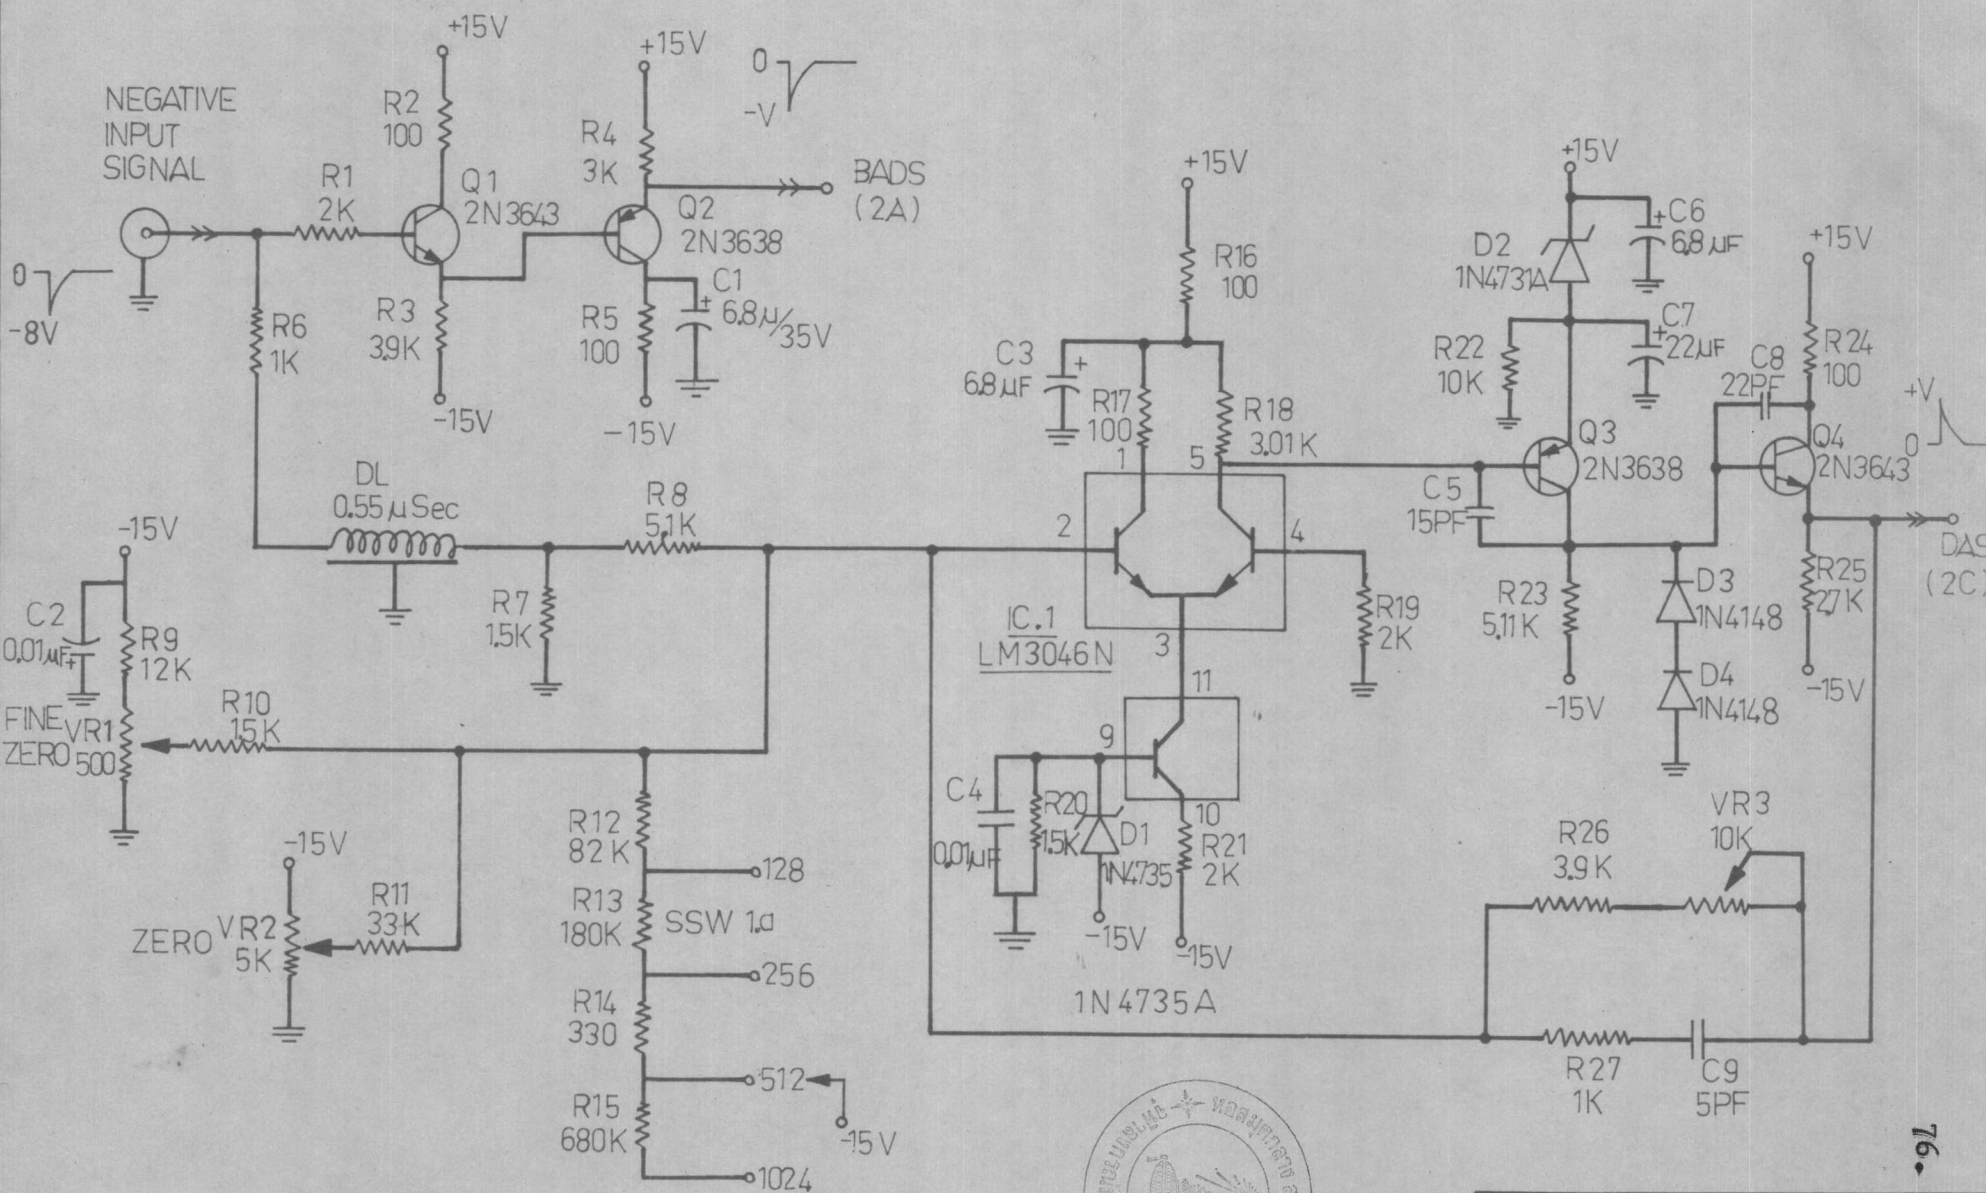 +15V
+15V
0
-V
NEGATIVE
INPUT
SIGNAL
R2
100
R4
3K
BADS
(2A)
R1
2K
Q1
2N3643
Q2
2N3638
0
-8V
R6
1K
R3
3.9K
-15V
R5
100
-15V
C1
6.8μ/35V
+
+15V
R16
100
C3
6.8μF
+
R17
100
R18
3.01K
1
5
+15V
D2
1N4731A
+C6
6.8μF
R22
10K
C7
+22μF
C8
22PF
+15V
R24
100
+V
0
Q3
2N3638
Q4
2N3643
C5
15PF
DL
0.55μSec
R8
5.1K
2
4
R7
1.5K
IC.1
LM3046N
3
R19
2K
R23
5.11K
-15V
D3
1N4148
D4
1N4148
R25
2.7K
-15V
DAS
(2C)
-15V
C2
0.01μF+
R9
12K
FINE
ZERO
VR1
500
R10
1.5K
11
9
10
C4
0.01μF
R20
1.5K
D1
1N4735
-15V
R21
2K
-15V
1N4735A
-15V
ZERO
VR2
5K
R11
33K
R12
82K
128
R13
180K
SSW 1.a
256
R14
330
512
-15V
R15
680K
1024
R26
3.9K
VR3
10K
R27
1K
C9
5PF
76.